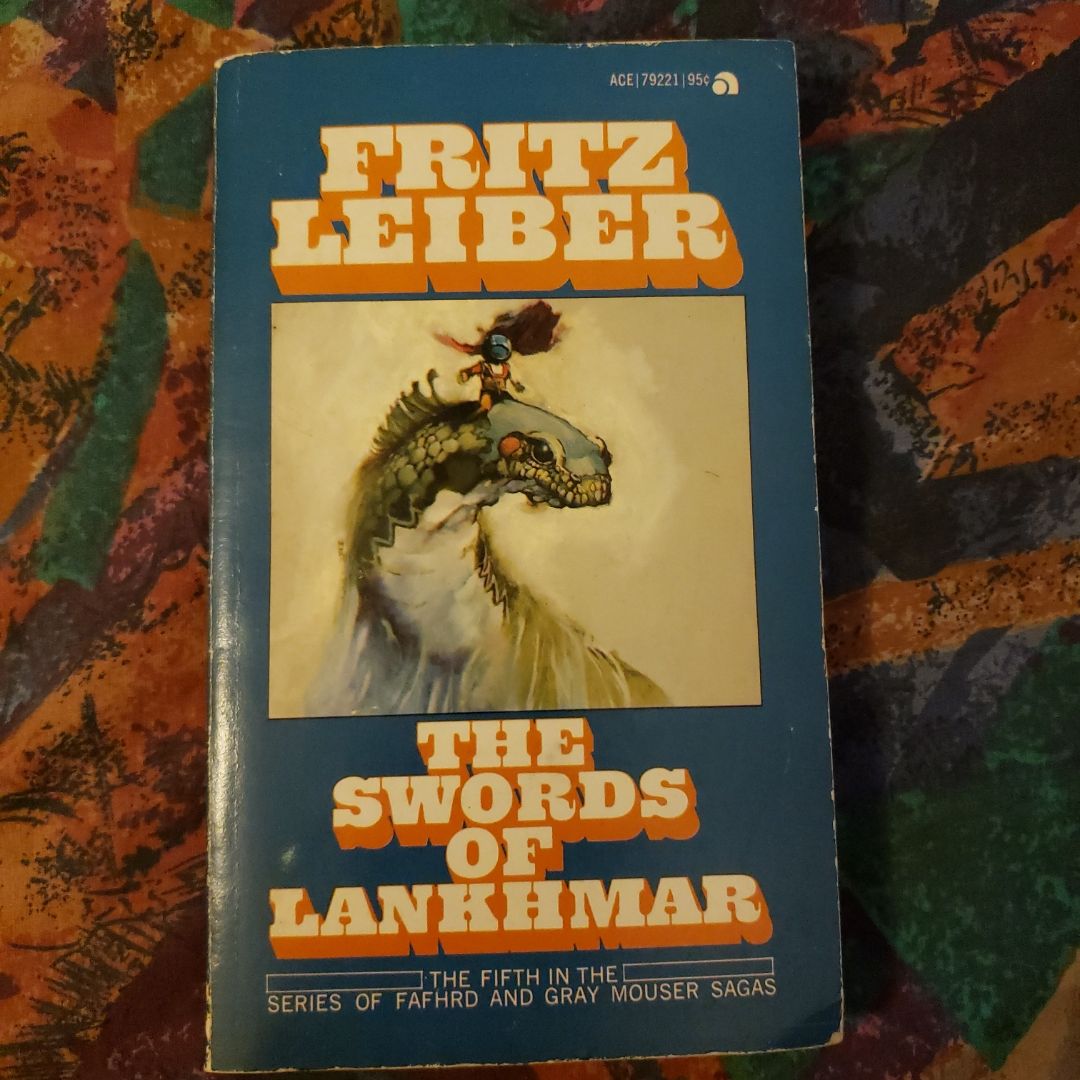 ACE|79221|95¢
FRITZ
LEIBER
THE
SWORDS
OF
LANKHMAR
THE FIFTH IN THE
SERIES OF FAFHRD AND GRAY MOUSER SAGAS